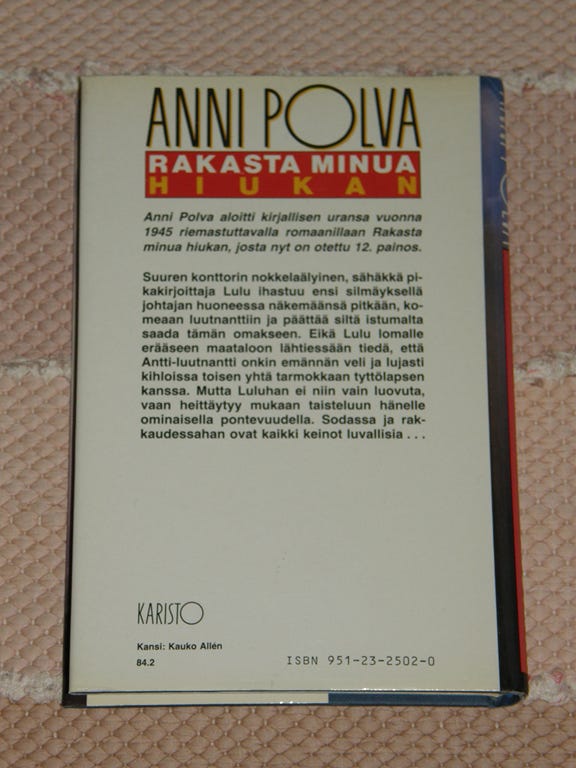 ANNI POLVA
RAKASTA MINUA
HIUKAN
Anni Polva aloitti kirjallisen uransa vuonna
1945 riemastuttavalla romaanillaan Rakasta
minua hiukan, josta nyt on otettu 12. painos.
Suuren konttorin nokkelaälyinen, sähäkkä pi-
kakirjoittaja Lulu ihastuu ensi silmäyksellä
johtajan huoneessa näkemäänsä pitkään, ko-
meaan luutnanttiin ja päättää siltä istumalta
saada tämän omakseen. Eikä Lulu lomalle
erääseen maataloon lähtiessään tiedä, että
Antti-luutnantti onkin emännän veli ja lujasti
kihloissa toisen yhtä tarmokkaan tyttölapsen
kanssa. Mutta Luluhan ei niin vain luovuta,
vaan heittäytyy mukaan taisteluun hänelle
ominaisella pontevuudella. Sodassa ja rak-
kaudessahan ovat kaikki keinot luvallisia . . .
KARISTO
Kansi: Kauko Allén
84.2
ISBN 951-23-2502-0